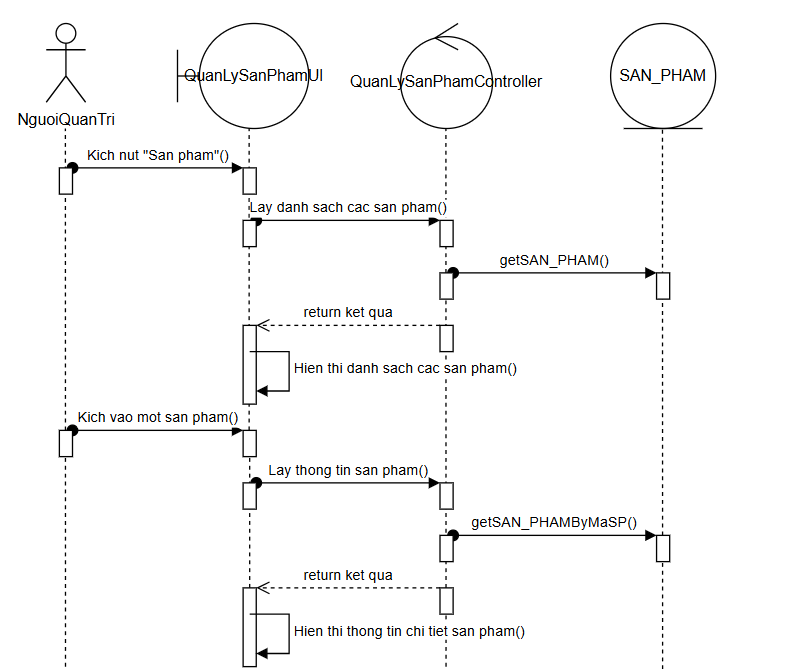 NguoiQuanTri
QuanLySanPhamUI
QuanLySanPhamController
SAN_PHAM
Kich nut "San pham"()
Lay danh sach cac san pham()
getSAN_PHAM()
return ket qua
Hien thi danh sach cac san pham()
Kich vao mot san pham()
Lay thong tin san pham()
getSAN_PHAMByMaSP()
return ket qua
Hien thi thong tin chi tiet san pham()